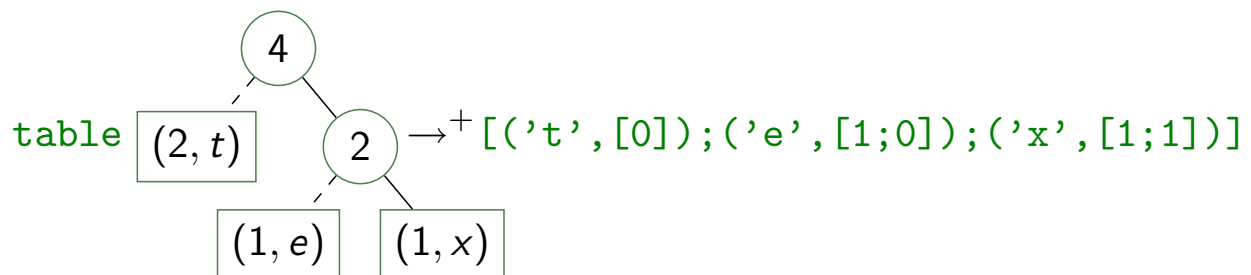 4
table (2, t) 2 →+ [('t',[0]);('e',[1;0]);('x',[1;1])]
(1, e) (1, x)